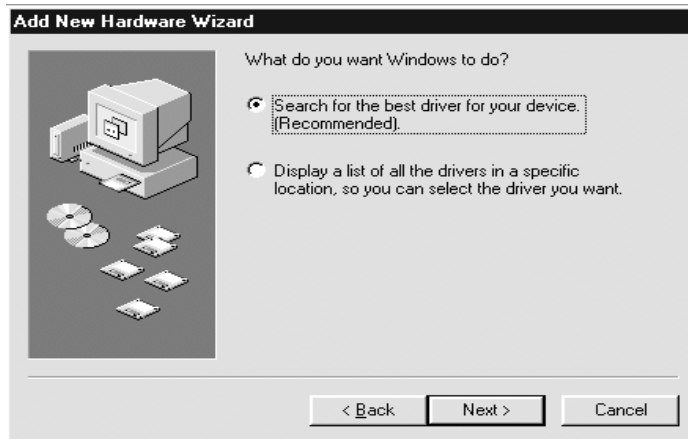 Add New Hardware Wizard
What do you want Windows to do?
Search for the best driver for your device.
(Recommended).
Display a list of all the drivers in a specific
location, so you can select the driver you want.
< Back
Next >
Cancel